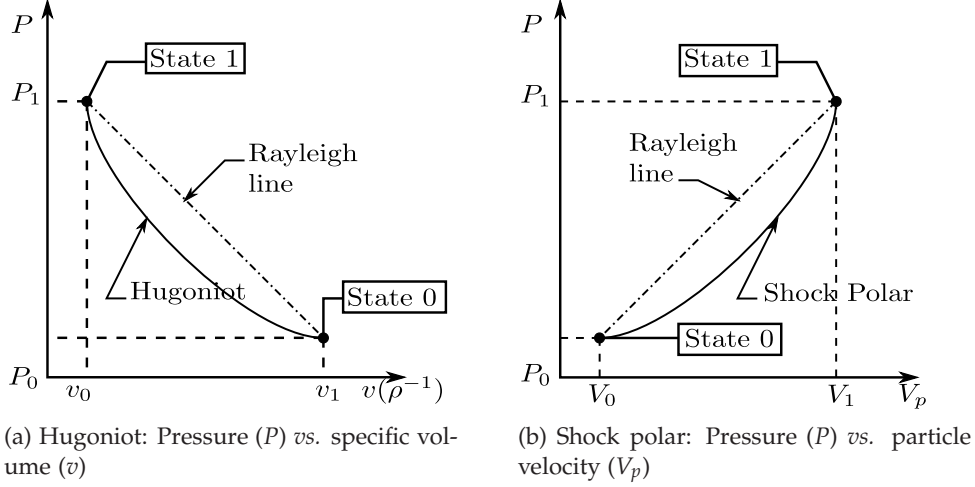 P
State 1
P₁
Rayleigh
line
Hugoniot
State 0
P₀
v₀
v₁
v(ρ⁻¹)
(a) Hugoniot: Pressure (P) vs. specific vol-
ume (v)
P
State 1
P₁
Rayleigh
line
Shock Polar
State 0
P₀
V₀
V₁
Vₚ
(b) Shock polar: Pressure (P) vs. particle
velocity (Vₚ)